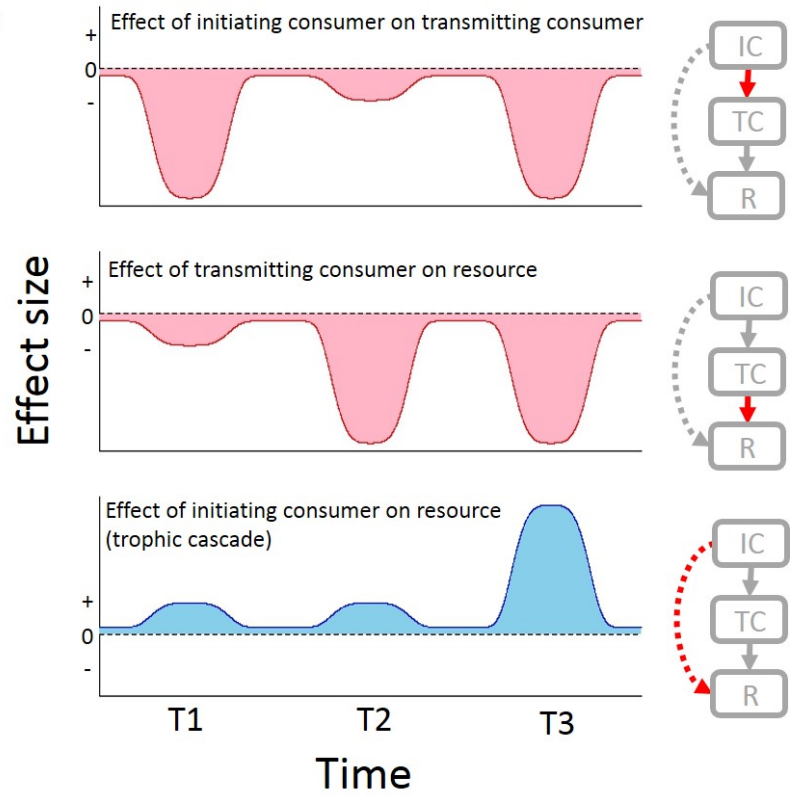 Effect of initiating consumer on transmitting consumer
+
0
-
IC
TC
R
Effect size
Effect of transmitting consumer on resource
+
0
-
IC
TC
R
Effect of initiating consumer on resource
(trophic cascade)
+
0
-
IC
TC
R
T1 T2 T3
Time